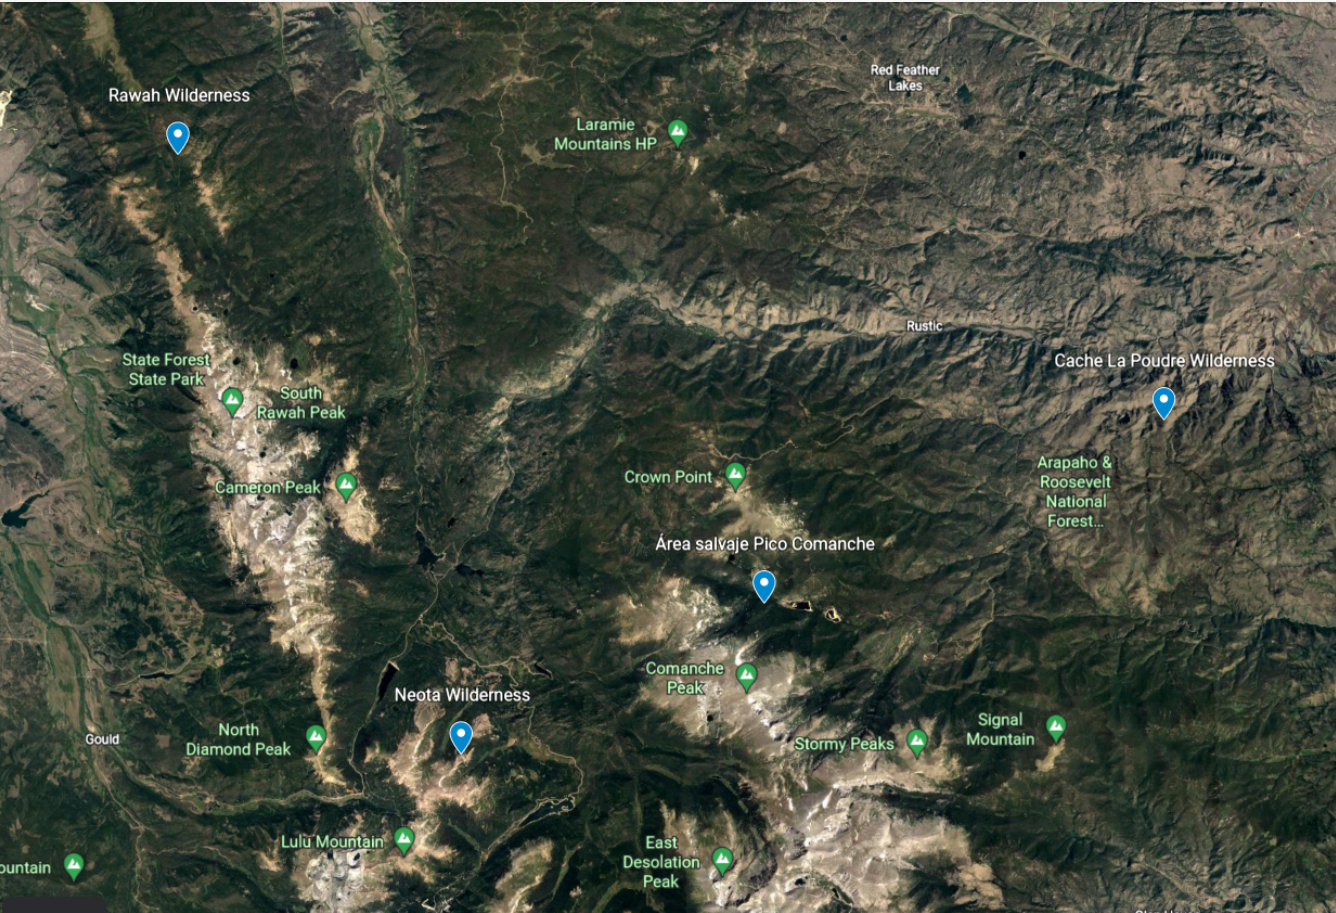 Red Feather
Lakes
Rawah Wilderness
Laramie
Mountains HP
Rustic
State Forest
State Park
Cache La Poudre Wilderness
South
Rawah Peak
Crown Point
Arapaho &
Roosevelt
National
Forest...
Cameron Peak
Área salvaje Pico Comanche
Comanche
Peak
Neota Wilderness
Signal
Mountain
North
Diamond Peak
Gould
Stormy Peaks
Lulu Mountain
East
Desolation
Peak
ountain